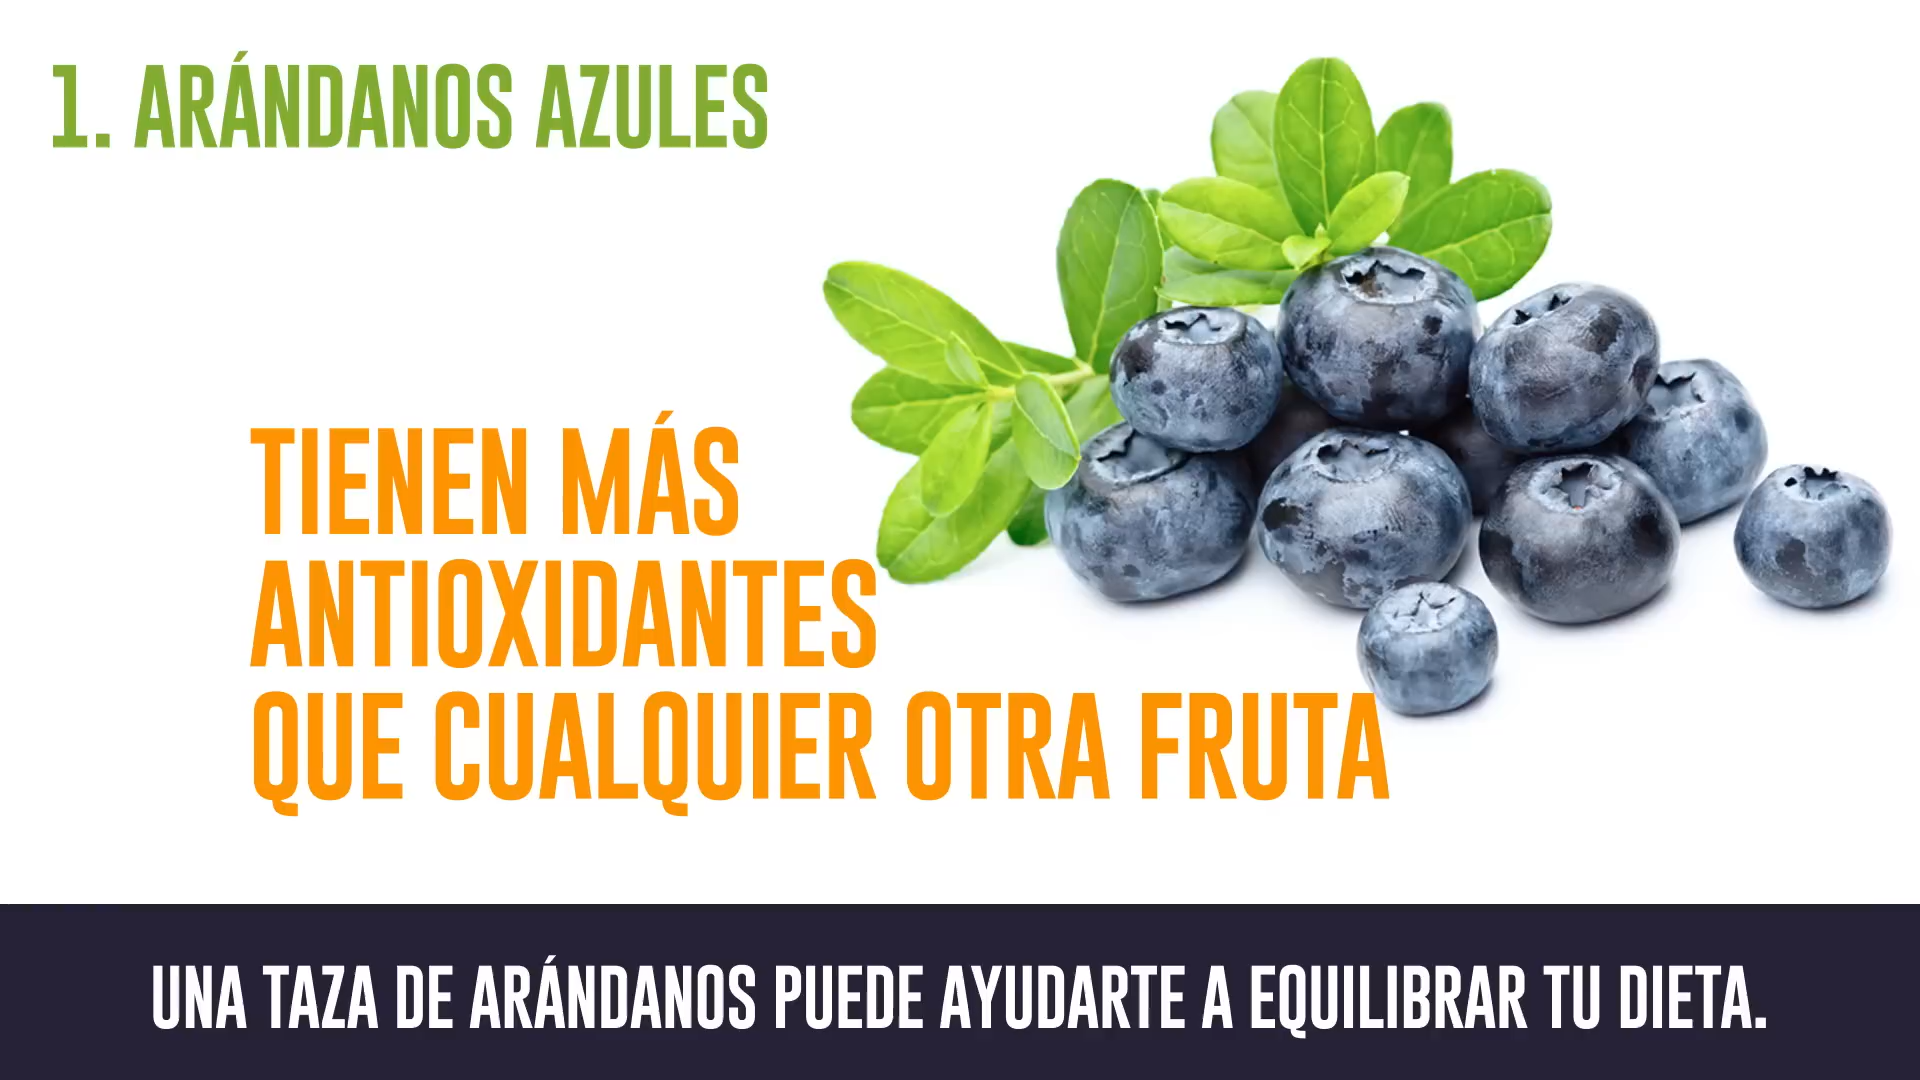 1. ARÁNDANOS AZULES
TIENEN MÁS
ANTIOXIDANTES
QUE CUALQUIER OTRA FRUTA
UNA TAZA DE ARÁNDANOS PUEDE AYUDARTE A EQUILIBRAR TU DIETA.